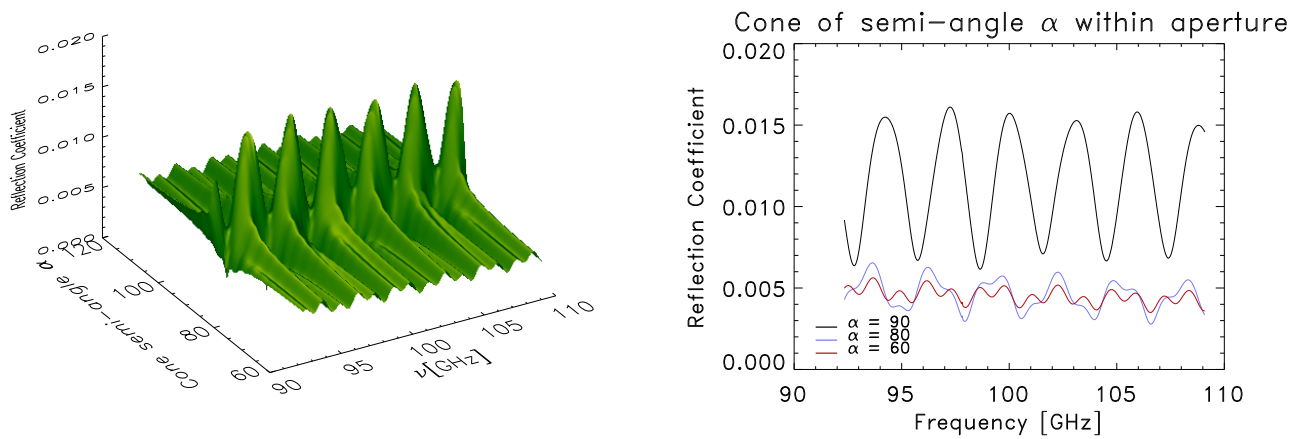 0.020
0.015
0.010
0.005
0.000
Reflection Coefficient
120
100
80
60
Cone semi-angle α
90
95
100
105
110
ν[GHz]
Cone of semi-angle α within aperture
0.020
0.015
0.010
0.005
0.000
Reflection Coefficient
α = 90
α = 80
α = 60
90
95
100
105
110
Frequency [GHz]